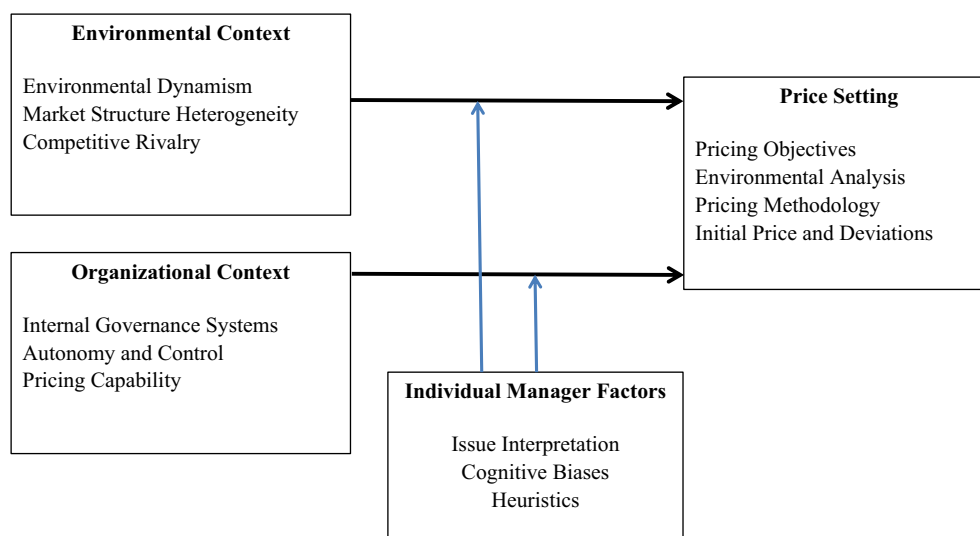 Environmental Context
Environmental Dynamism
Market Structure Heterogeneity
Competitive Rivalry
Price Setting
Pricing Objectives
Environmental Analysis
Pricing Methodology
Initial Price and Deviations
Organizational Context
Internal Governance Systems
Autonomy and Control
Pricing Capability
Individual Manager Factors
Issue Interpretation
Cognitive Biases
Heuristics